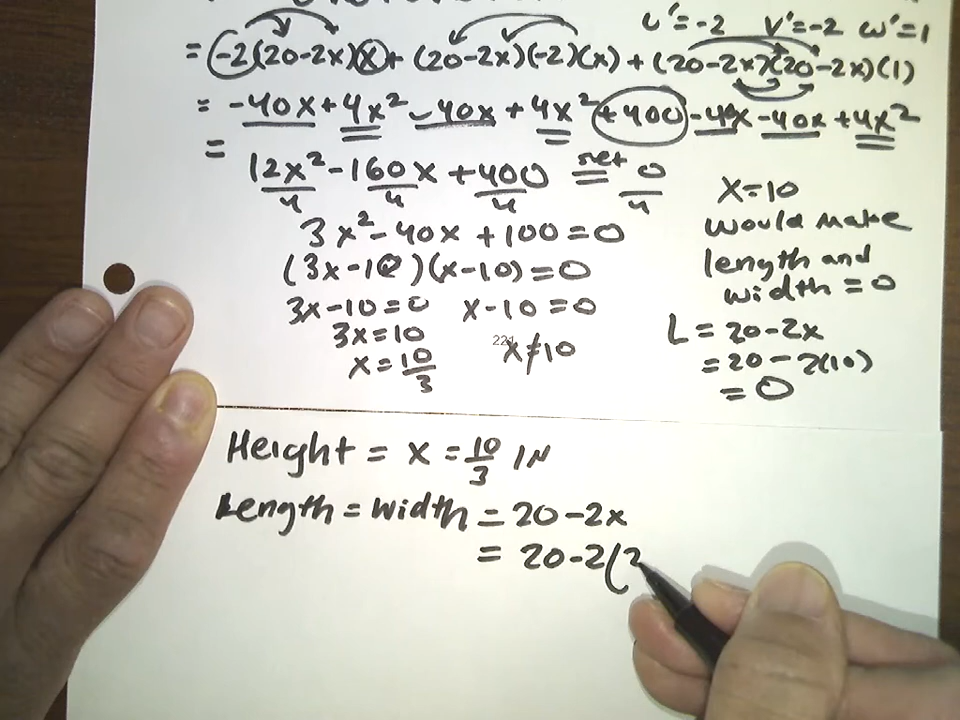 U'=-2 V'=-2 W'=1
= -2(20-2x)(x)+(20-2x)(-2)(x)+(20-2x)(20-2x)(1)
= -40x+4x²-40x+4x²+400-40x-40x+4x²
=
12x²-160x+400 set = 0
4 4 4 4
3x²-40x+100=0
(3x-10)(x-10)=0
3x-10=0 x-10=0
3x=10
x=10/3 x≠10
221
X=10
would make
length and
width=0
L=20-2x
=20-2(10)
=0
Height = x = 10/3 IN
Length = Width = 20-2x
= 20-2(